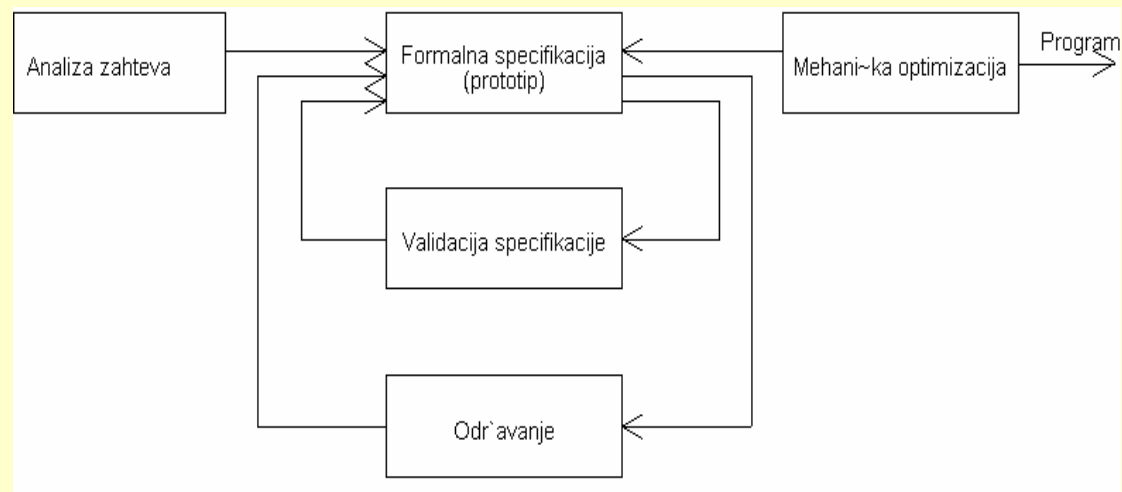 Analiza zahteva
Formalna specifikacija
(prototip)
Mehani~ka optimizacija
Program
Validacija specifikacije
Odr`avanje